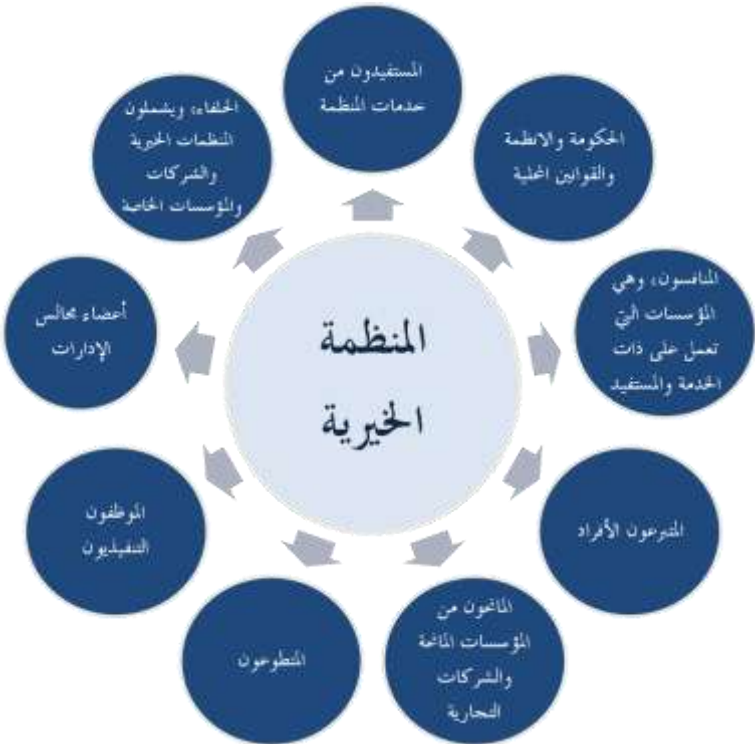 المستفيدون من
خدمات المنظمة
الحكومة والانظمة
والقوانين المحلية
المنافسون، وهي
المؤسسات التي
تعمل على ذات
الخدمة والمستفيد
المتبرعون الأفراد
المانحون من
المؤسسات المانحة
والشركات
التجارية
المتطوعون
الموظفون
التنفيذيون
أعضاء مجالس
الإدارات
الحلفاء، ويشملون
المنظمات الخيرية
والشركات
والمؤسسات الخاصة
المنظمة
الخيرية